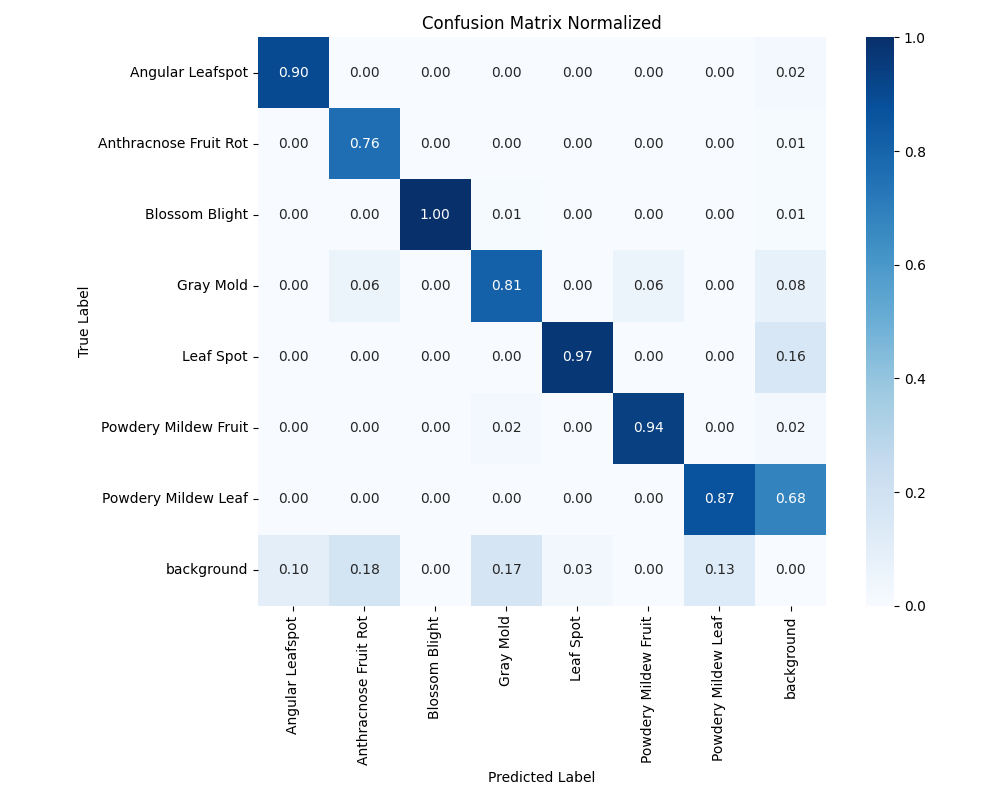 Confusion Matrix Normalized
True Label
Angular Leafspot 0.90 0.00 0.00 0.00 0.00 0.00 0.00 0.02
Anthracnose Fruit Rot 0.00 0.76 0.00 0.00 0.00 0.00 0.00 0.01
Blossom Blight 0.00 0.00 1.00 0.01 0.00 0.00 0.00 0.01
Gray Mold 0.00 0.06 0.00 0.81 0.00 0.06 0.00 0.08
Leaf Spot 0.00 0.00 0.00 0.00 0.97 0.00 0.00 0.16
Powdery Mildew Fruit 0.00 0.00 0.00 0.02 0.00 0.94 0.00 0.02
Powdery Mildew Leaf 0.00 0.00 0.00 0.00 0.00 0.00 0.87 0.68
background 0.10 0.18 0.00 0.17 0.03 0.00 0.13 0.00
Angular Leafspot
Anthracnose Fruit Rot
Blossom Blight
Gray Mold
Leaf Spot
Powdery Mildew Fruit
Powdery Mildew Leaf
background
Predicted Label
1.0
0.8
0.6
0.4
0.2
0.0